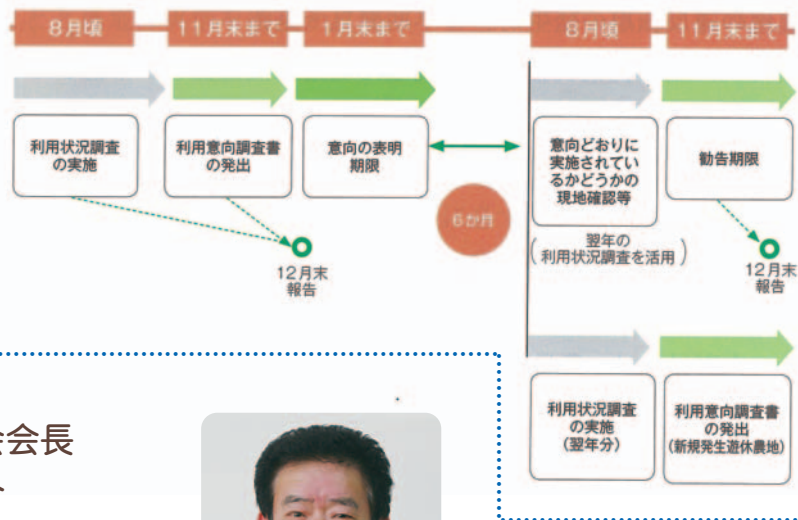 8月頃
11月末まで
1月末まで
8月頃
11月末まで
利用状況調査
の実施
利用意向調査書
の発出
意向の表明
期限
意向どおりに
実施されてい
るかどうかの
現地確認等
勧告期限
6か月
(翌年の
利用状況調査を活用)
12月末
報告
12月末
報告
利用状況調査
の実施
(翌年分)
利用意向調査書
の発出
(新規発生遊休農地)
会会長